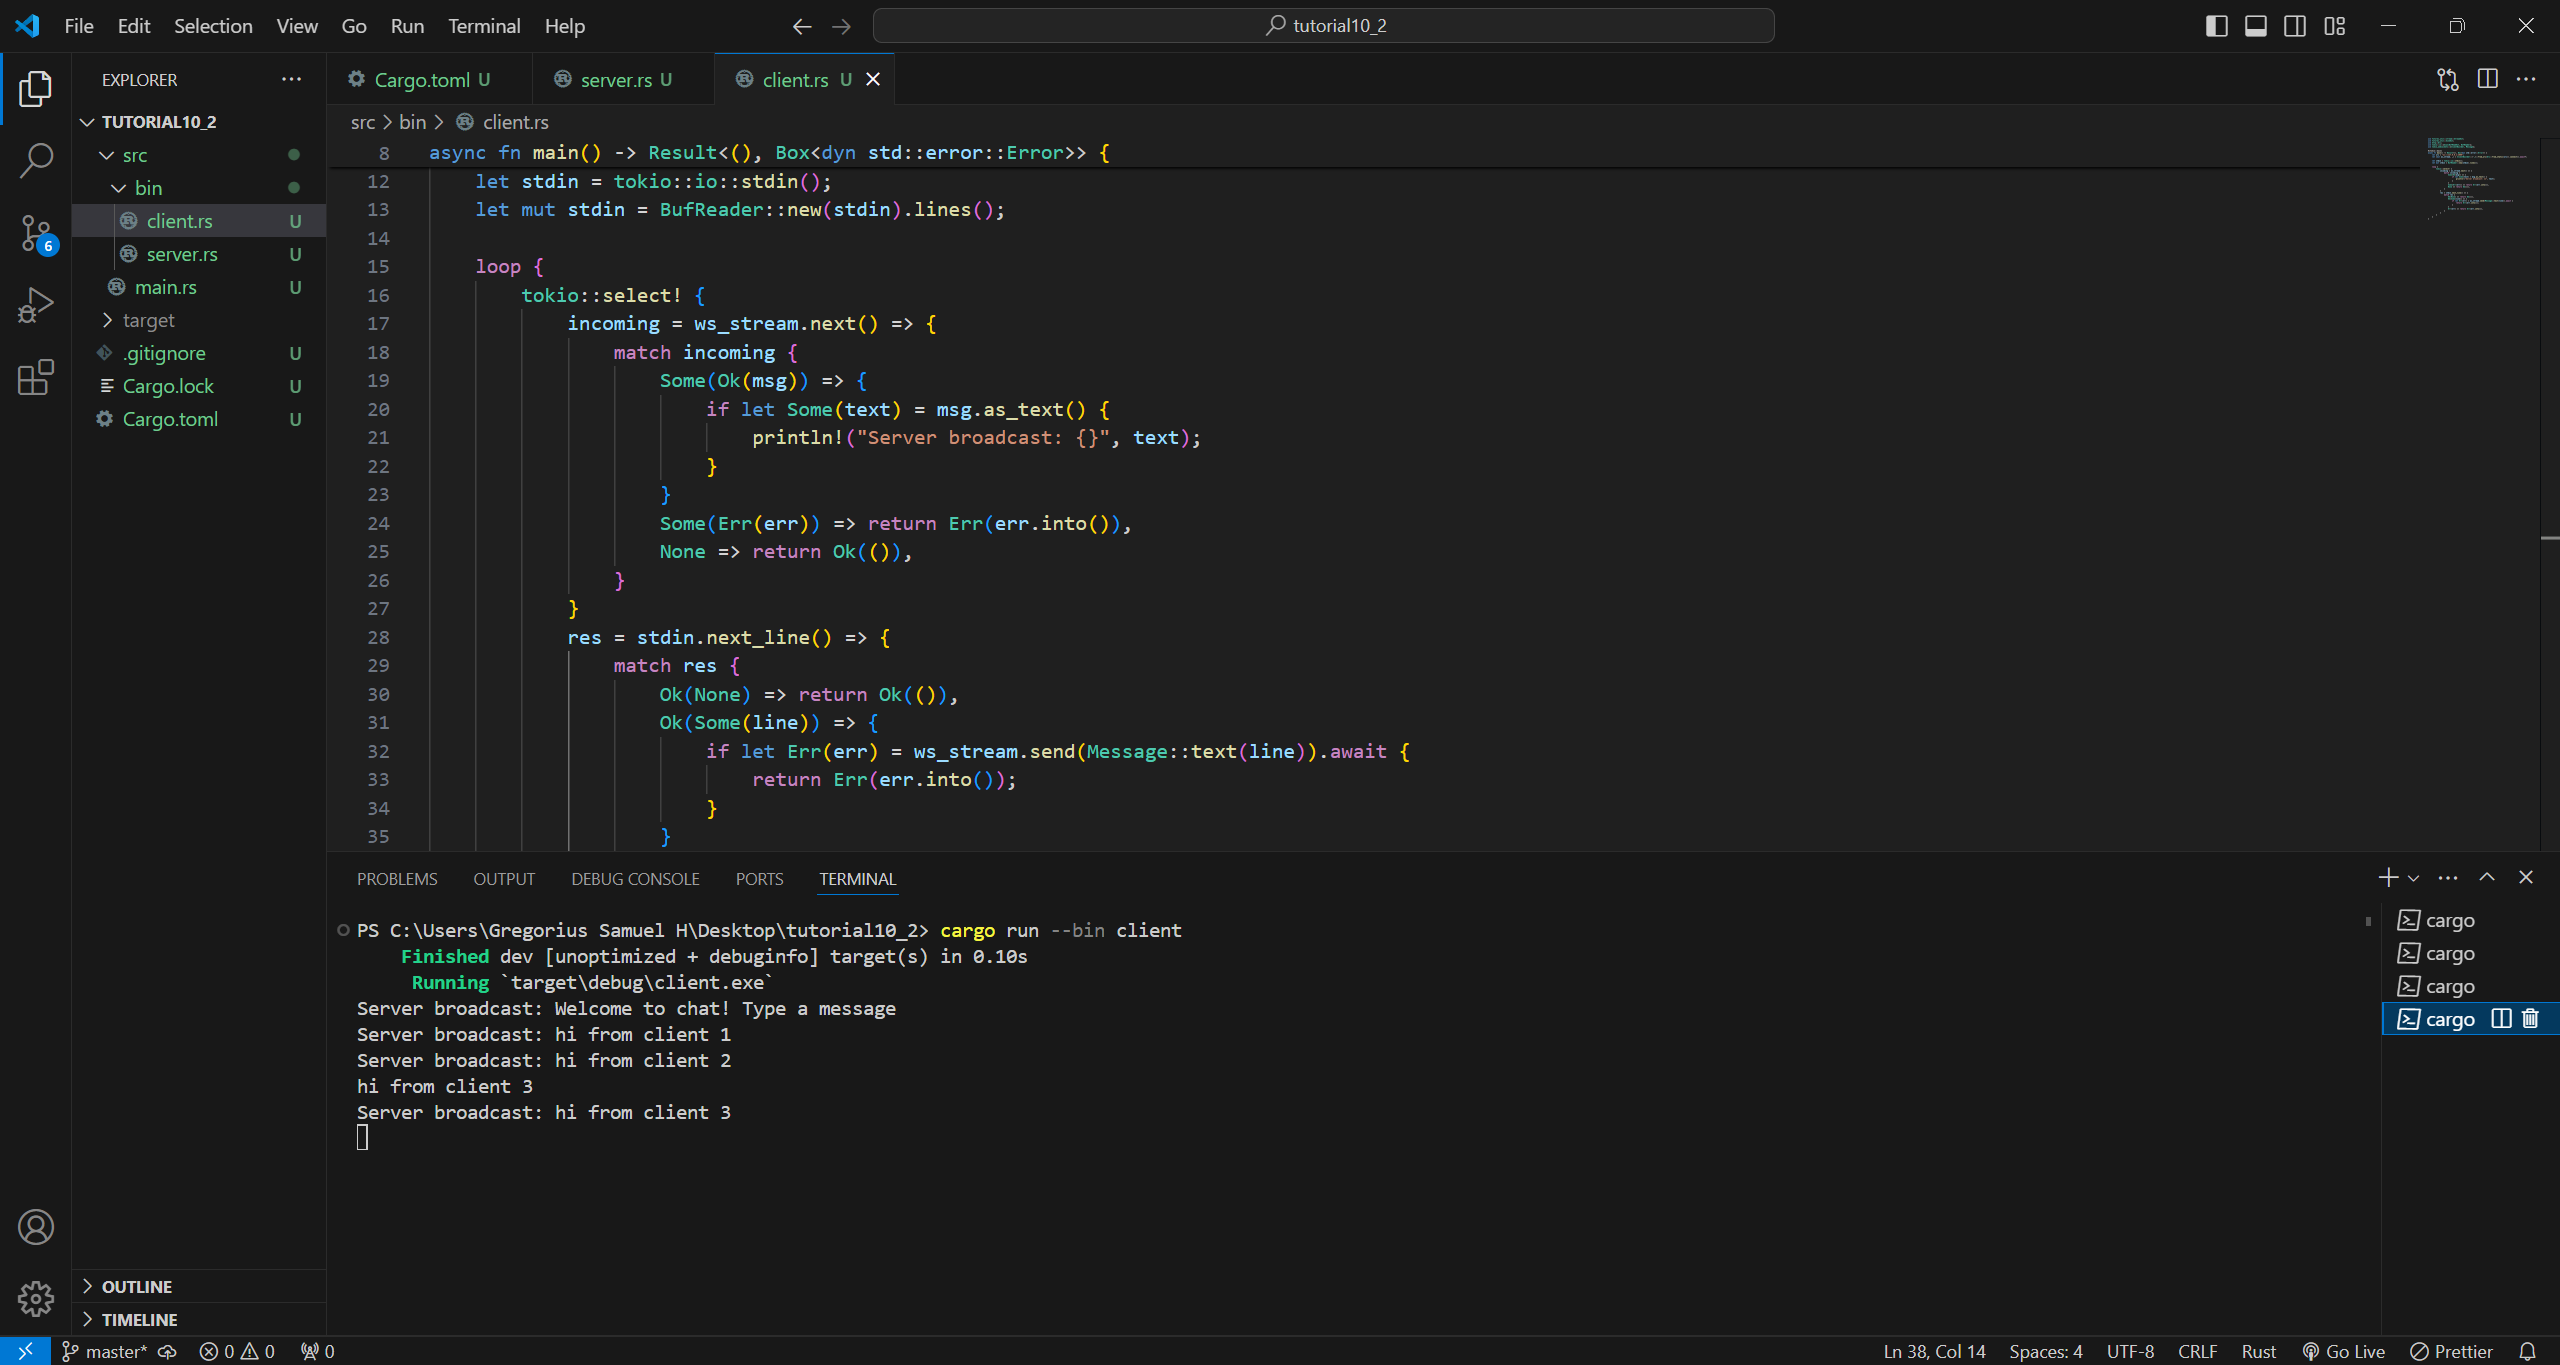 File Edit Selection View Go Run Terminal Help
tutorial10_2
EXPLORER
TUTORIAL10_2
src
bin
client.rs U
server.rs U
main.rs U
target
.gitignore U
Cargo.lock U
Cargo.toml U
6
OUTLINE
TIMELINE
Cargo.toml U
server.rs U
client.rs U
src > bin > client.rs
8 async fn main() -> Result<(), Box<dyn std::error::Error>> {
12 let stdin = tokio::io::stdin();
13 let mut stdin = BufReader::new(stdin).lines();
14
15 loop {
16 tokio::select! {
17 incoming = ws_stream.next() => {
18 match incoming {
19 Some(Ok(msg)) => {
20 if let Some(text) = msg.as_text() {
21 println!("Server broadcast: {}", text);
22 }
23 }
24 Some(Err(err)) => return Err(err.into()),
25 None => return Ok(()),
26 }
27 }
28 res = stdin.next_line() => {
29 match res {
30 Ok(None) => return Ok(()),
31 Ok(Some(line)) => {
32 if let Err(err) = ws_stream.send(Message::text(line)).await {
33 return Err(err.into());
34 }
35 }
PROBLEMS OUTPUT DEBUG CONSOLE PORTS TERMINAL
PS C:\Users\Gregorius Samuel H\Desktop\tutorial10_2> cargo run --bin client
Finished dev [unoptimized + debuginfo] target(s) in 0.10s
Running `target\debug\client.exe`
Server broadcast: Welcome to chat! Type a message
Server broadcast: hi from client 1
Server broadcast: hi from client 2
hi from client 3
Server broadcast: hi from client 3
cargo
cargo
cargo
cargo
master* 0 0 0 Ln 38, Col 14 Spaces: 4 UTF-8 CRLF Rust Go Live Prettier